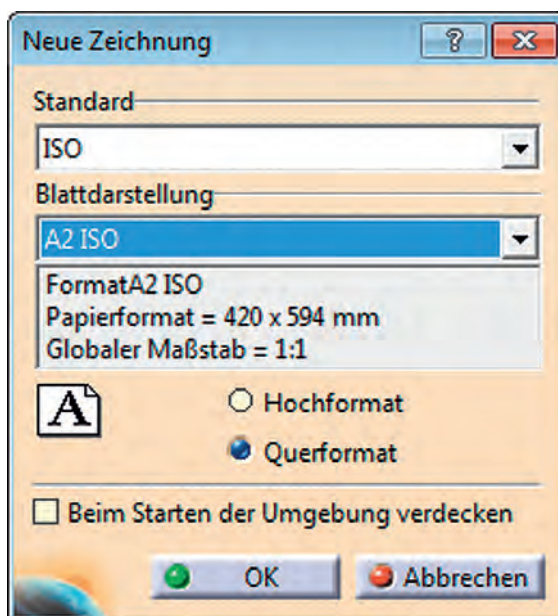 Neue Zeichnung
Standard
ISO
Blattdarstellung
A2 ISO
FormatA2 ISO
Papierformat = 420 x 594 mm
Globaler Maßstab = 1:1
A
Hochformat
Querformat
Beim Starten der Umgebung verdecken
OK Abbrechen